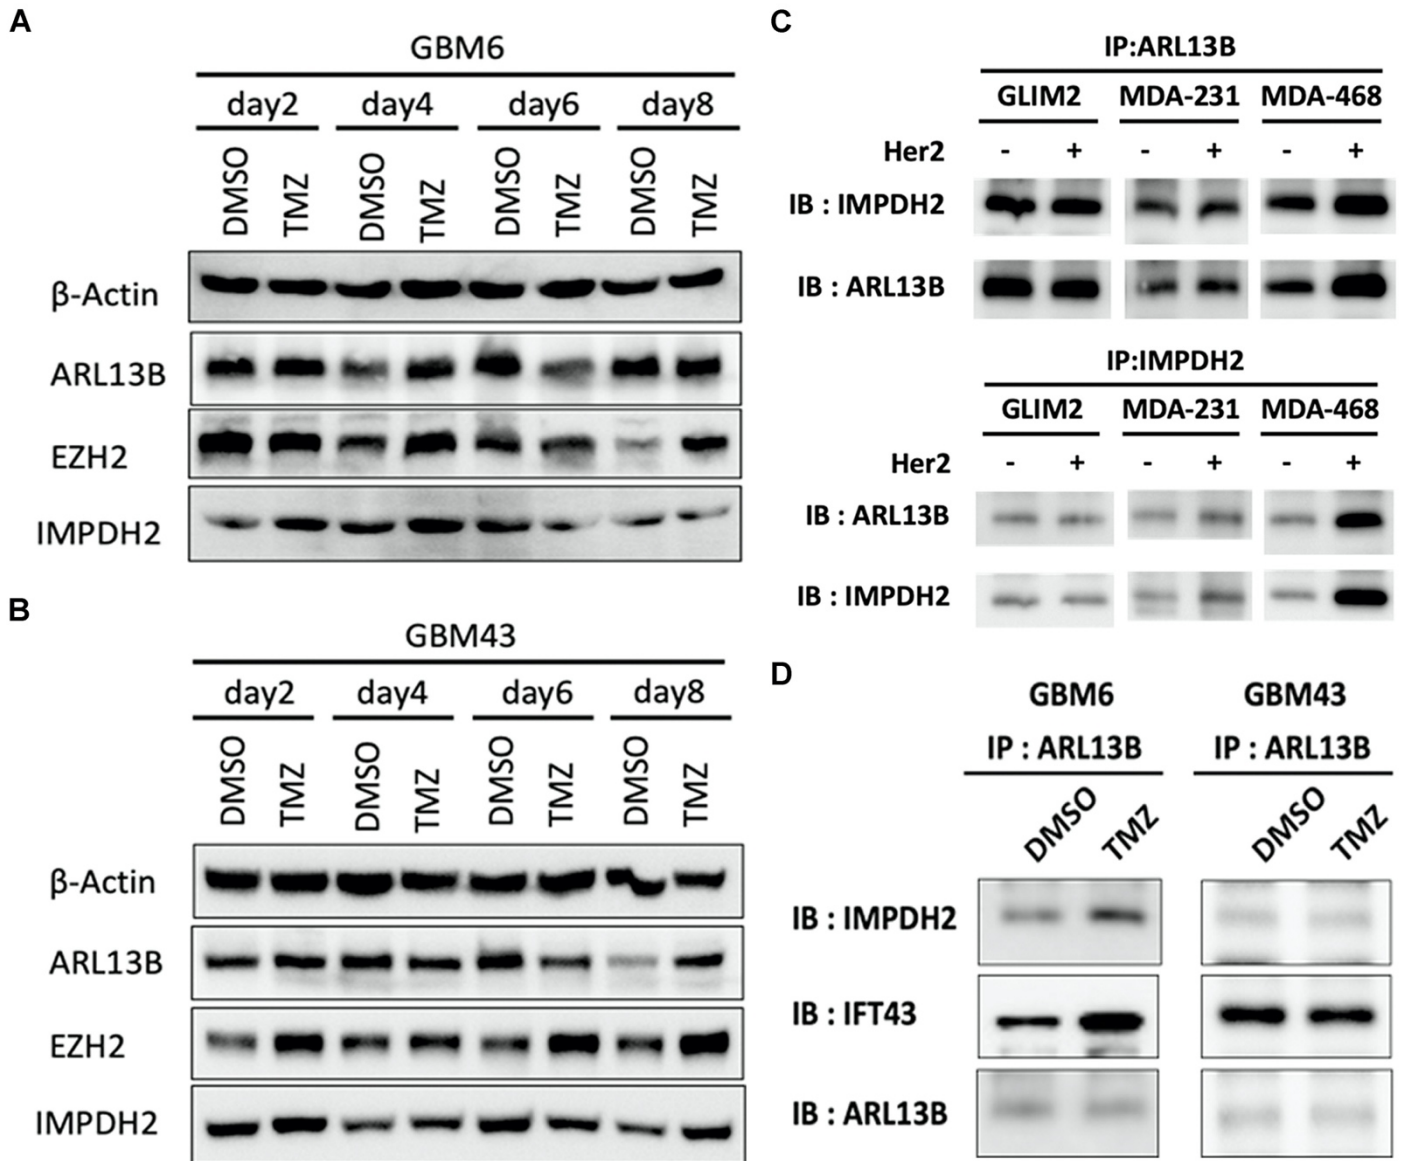 A
GBM6
day2 day4 day6 day8
DMSO TMZ DMSO TMZ DMSO TMZ DMSO TMZ
β-Actin
ARL13B
EZH2
IMPDH2
B
GBM43
day2 day4 day6 day8
DMSO TMZ DMSO TMZ DMSO TMZ DMSO TMZ
β-Actin
ARL13B
EZH2
IMPDH2
C
IP:ARL13B
GLIM2 MDA-231 MDA-468
Her2 - + - + - +
IB : IMPDH2
IB : ARL13B
IP:IMPDH2
GLIM2 MDA-231 MDA-468
Her2 - + - + - +
IB : ARL13B
IB : IMPDH2
D
GBM6 GBM43
IP : ARL13B IP : ARL13B
DMSO TMZ DMSO TMZ
IB : IMPDH2
IB : IFT43
IB : ARL13B